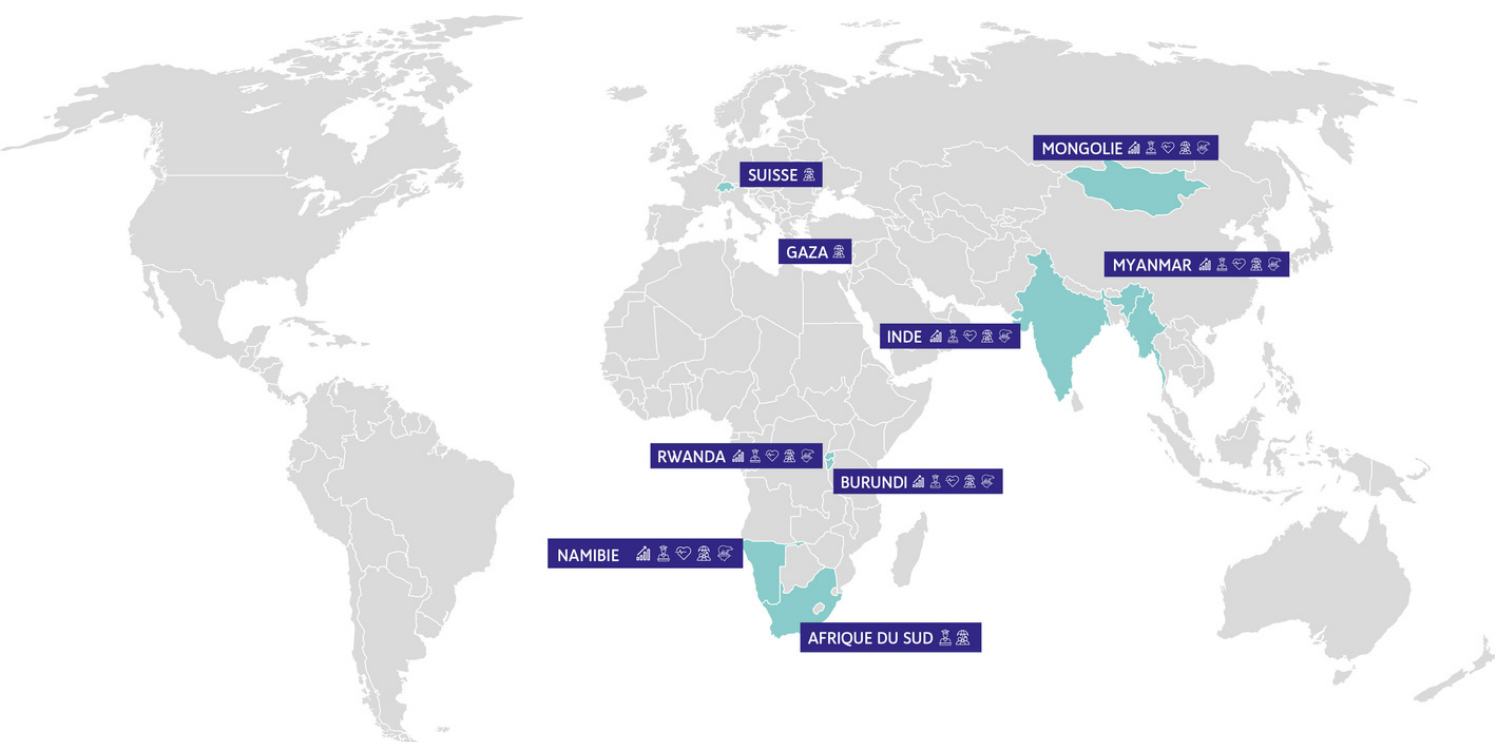 MONGOLIE
SUISSE
GAZA
MYANMAR
INDE
RWANDA
BURUNDI
NAMIBIE
AFRIQUE DU SUD